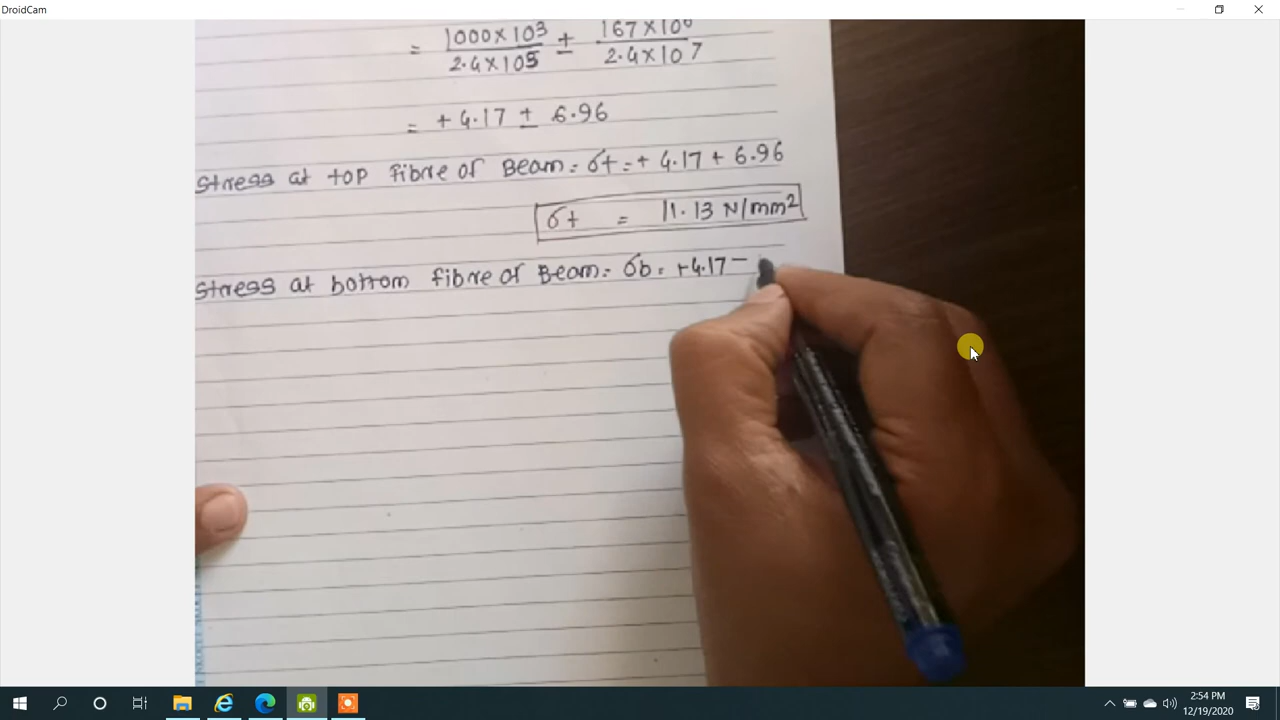 DroidCam
= 1000×10³/2.4×10⁵ ± 167×10⁶/2.4×10⁷
= +4.17 ± 6.96
Stress at top fibre of Beam = σt = +4.17 + 6.96
σt = 11.13 N/mm²
Stress at bottom fibre of Beam = σb = +4.17 -
2:54 PM
12/19/2020